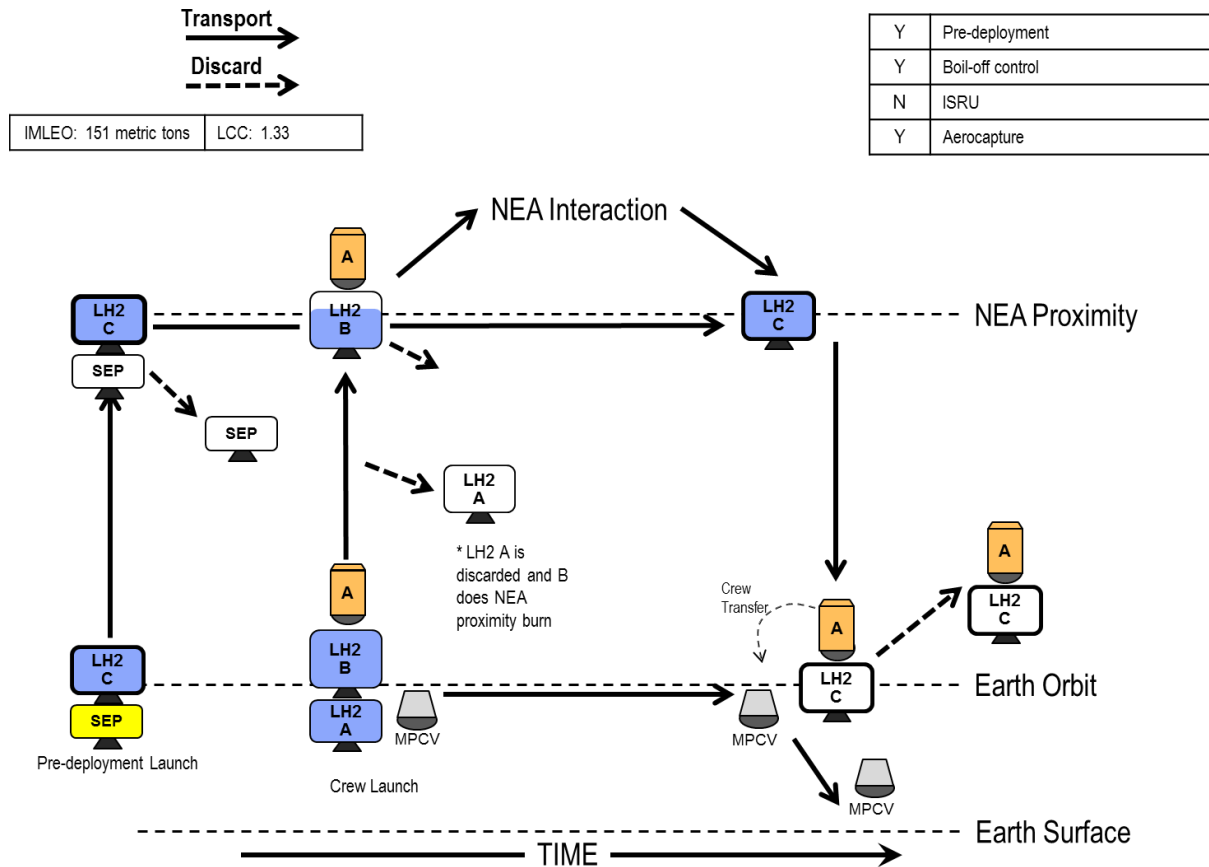 Transport
Discard
IMLEO: 151 metric tons
LCC: 1.33
Y
Pre-deployment
Y
Boil-off control
N
ISRU
Y
Aerocapture
NEA Interaction
A
LH2
C
LH2
B
LH2
C
NEA Proximity
SEP
SEP
LH2
A
* LH2 A is
discarded and B
does NEA
proximity burn
A
Crew
Transfer
A
A
LH2
C
LH2
C
LH2
B
LH2
C
Earth Orbit
SEP
LH2
A
MPCV
MPCV
Pre-deployment Launch
Crew Launch
MPCV
Earth Surface
TIME